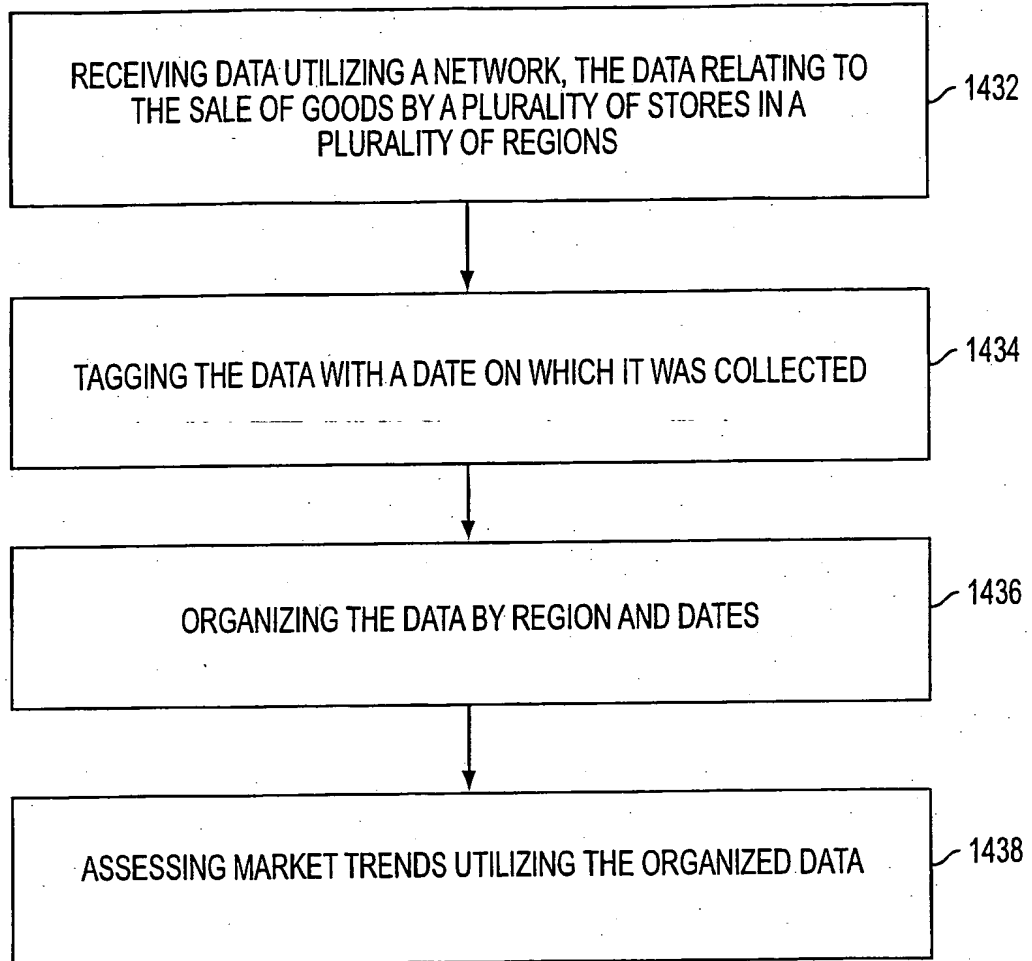 RECEIVING DATA UTILIZING A NETWORK, THE DATA RELATING TO
THE SALE OF GOODS BY A PLURALITY OF STORES IN A
PLURALITY OF REGIONS
1432
TAGGING THE DATA WITH A DATE ON WHICH IT WAS COLLECTED
1434
ORGANIZING THE DATA BY REGION AND DATES
1436
ASSESSING MARKET TRENDS UTILIZING THE ORGANIZED DATA
1438